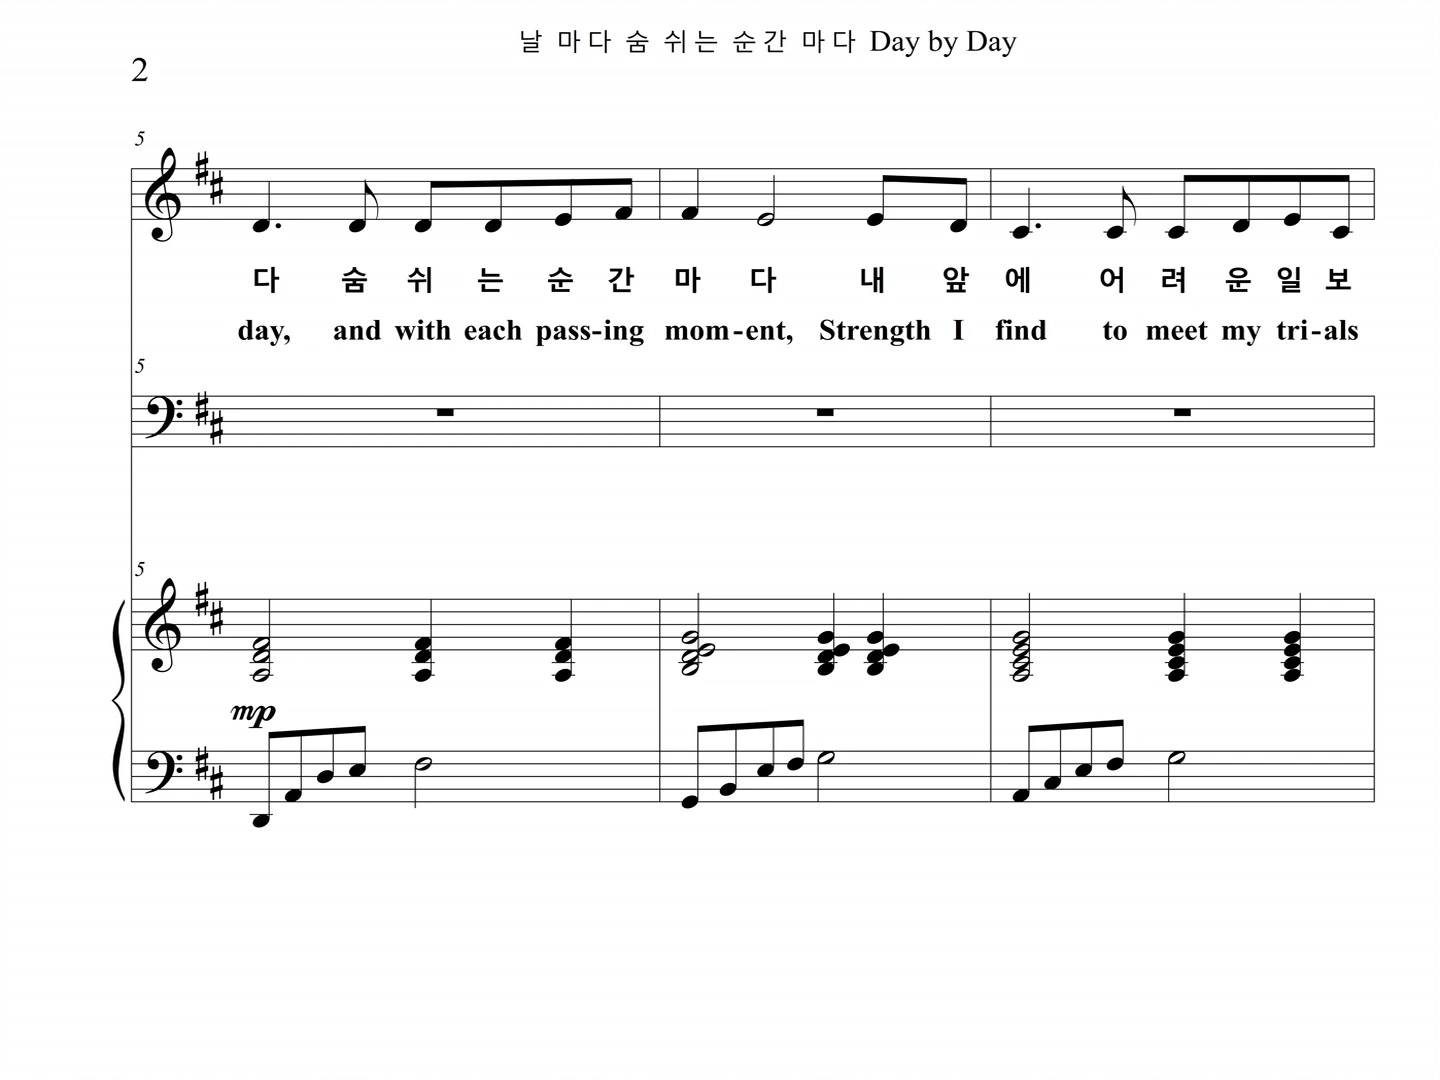 날 마다 숨 쉬는 순간 마다 Day by Day
2
5
다 숨 쉬 는 순 간 마 다 내 앞 에 어 려 운 일 보
day, and with each pass-ing mom-ent, Strength I find to meet my tri-als
5
5
mp